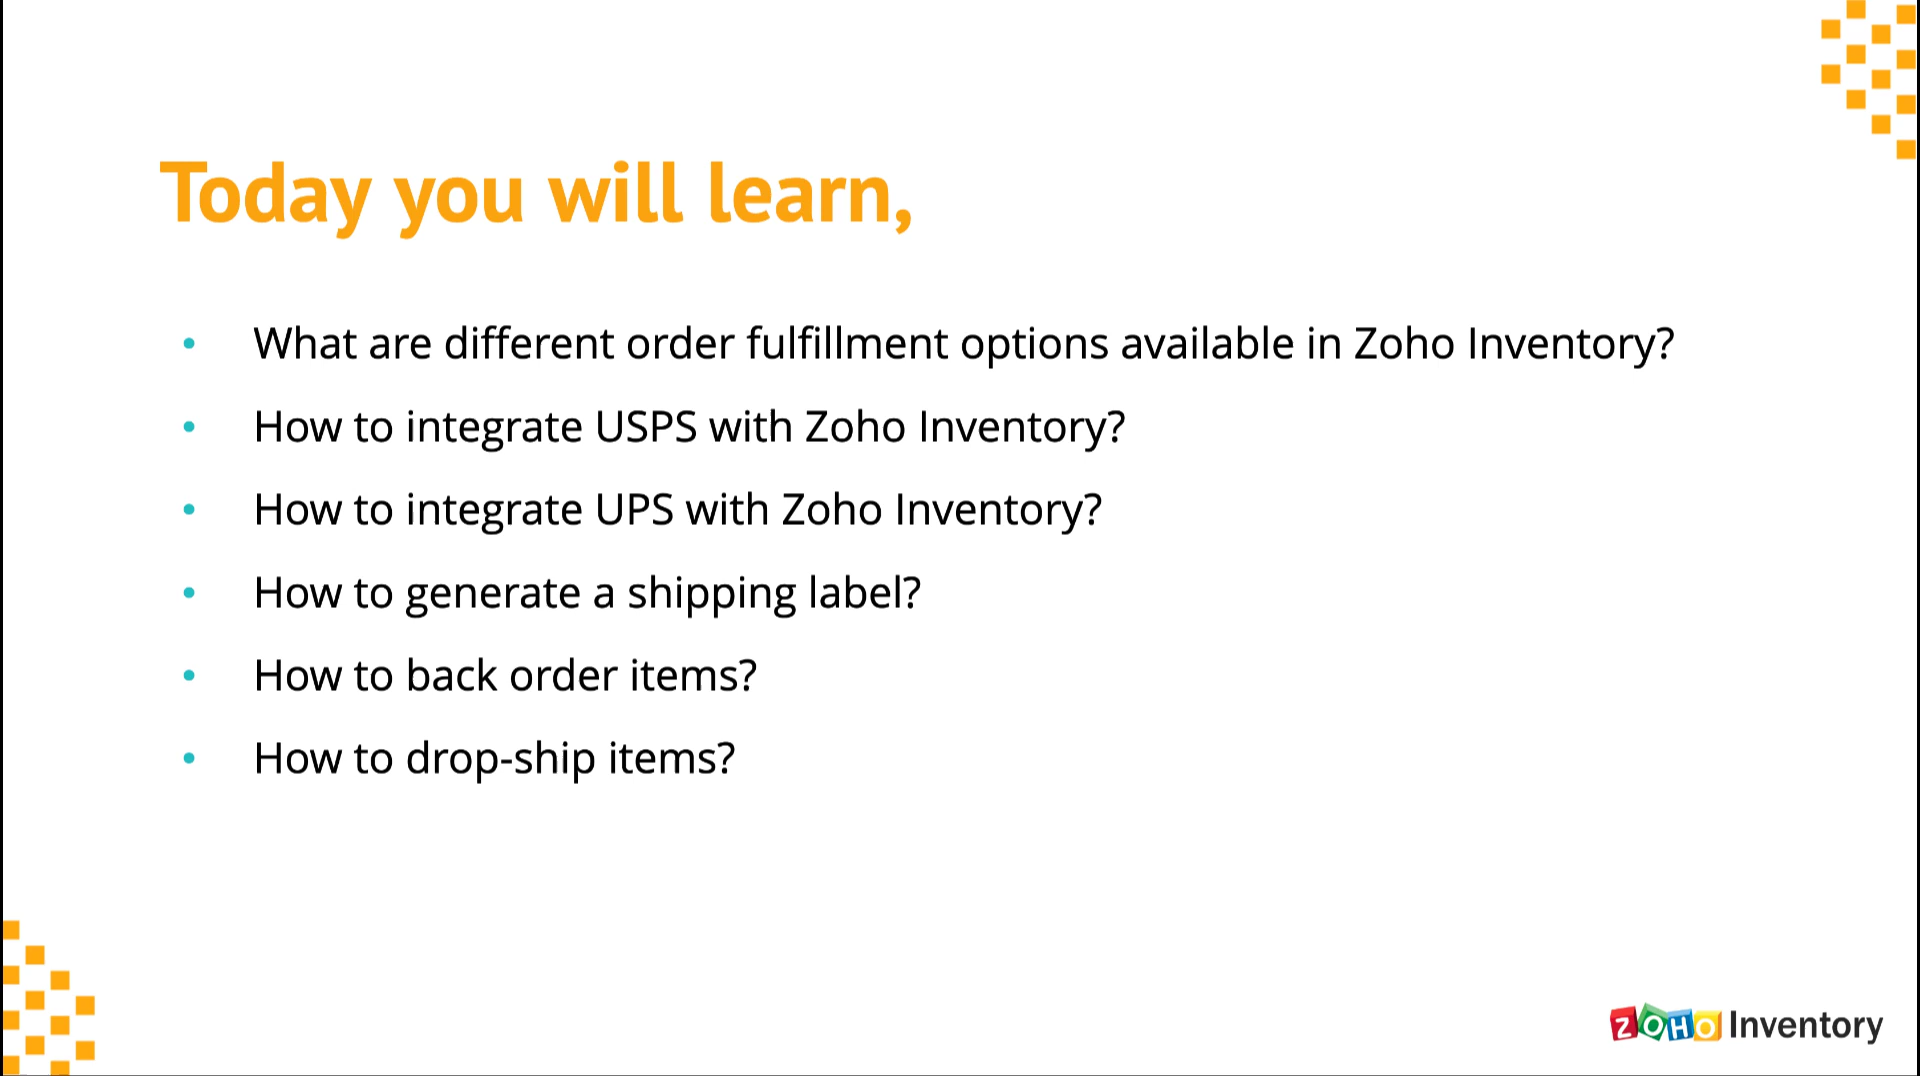 Today you will learn,
• What are different order fulfillment options available in Zoho Inventory?
• How to integrate USPS with Zoho Inventory?
• How to integrate UPS with Zoho Inventory?
• How to generate a shipping label?
• How to back order items?
• How to drop-ship items?
ZOHO Inventory